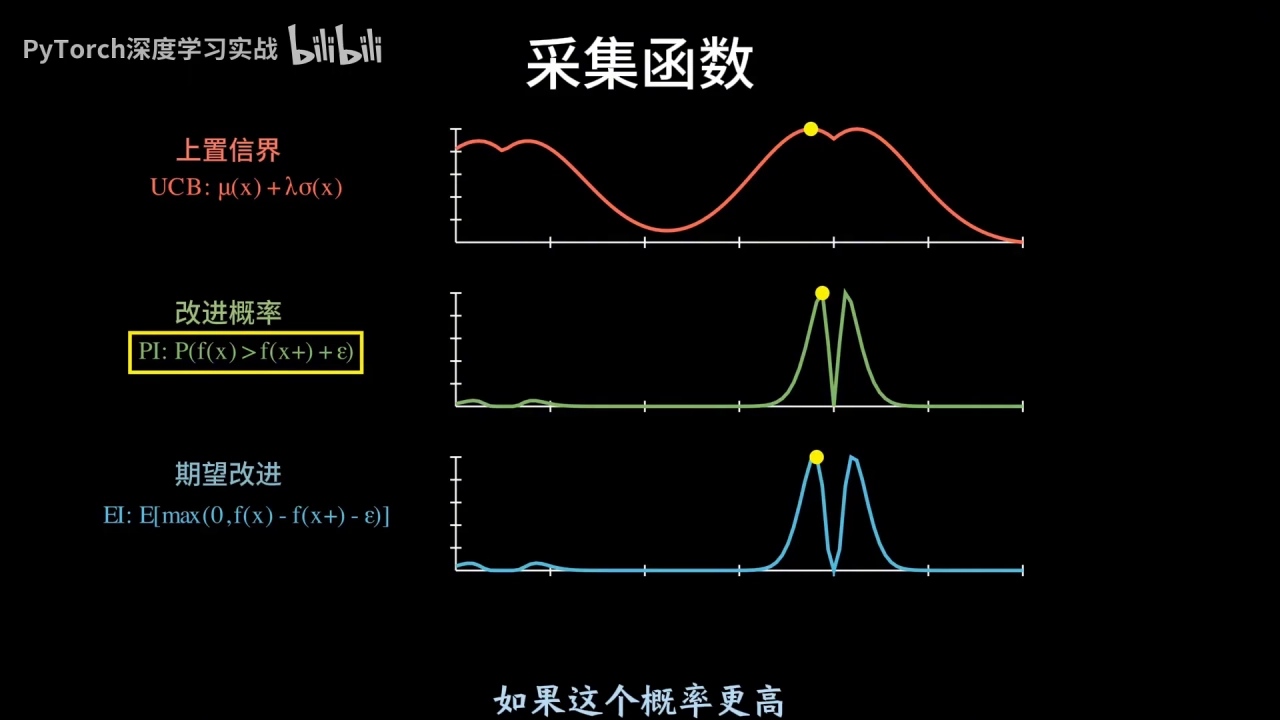 PyTorch深度学习实战 bilibili
采集函数
上置信界
UCB: μ(x) + λσ(x)
改进概率
PI: P(f(x) > f(x+) + ε)
期望改进
EI: E[max(0,f(x) - f(x+) - ε)]
如果这个概率更高